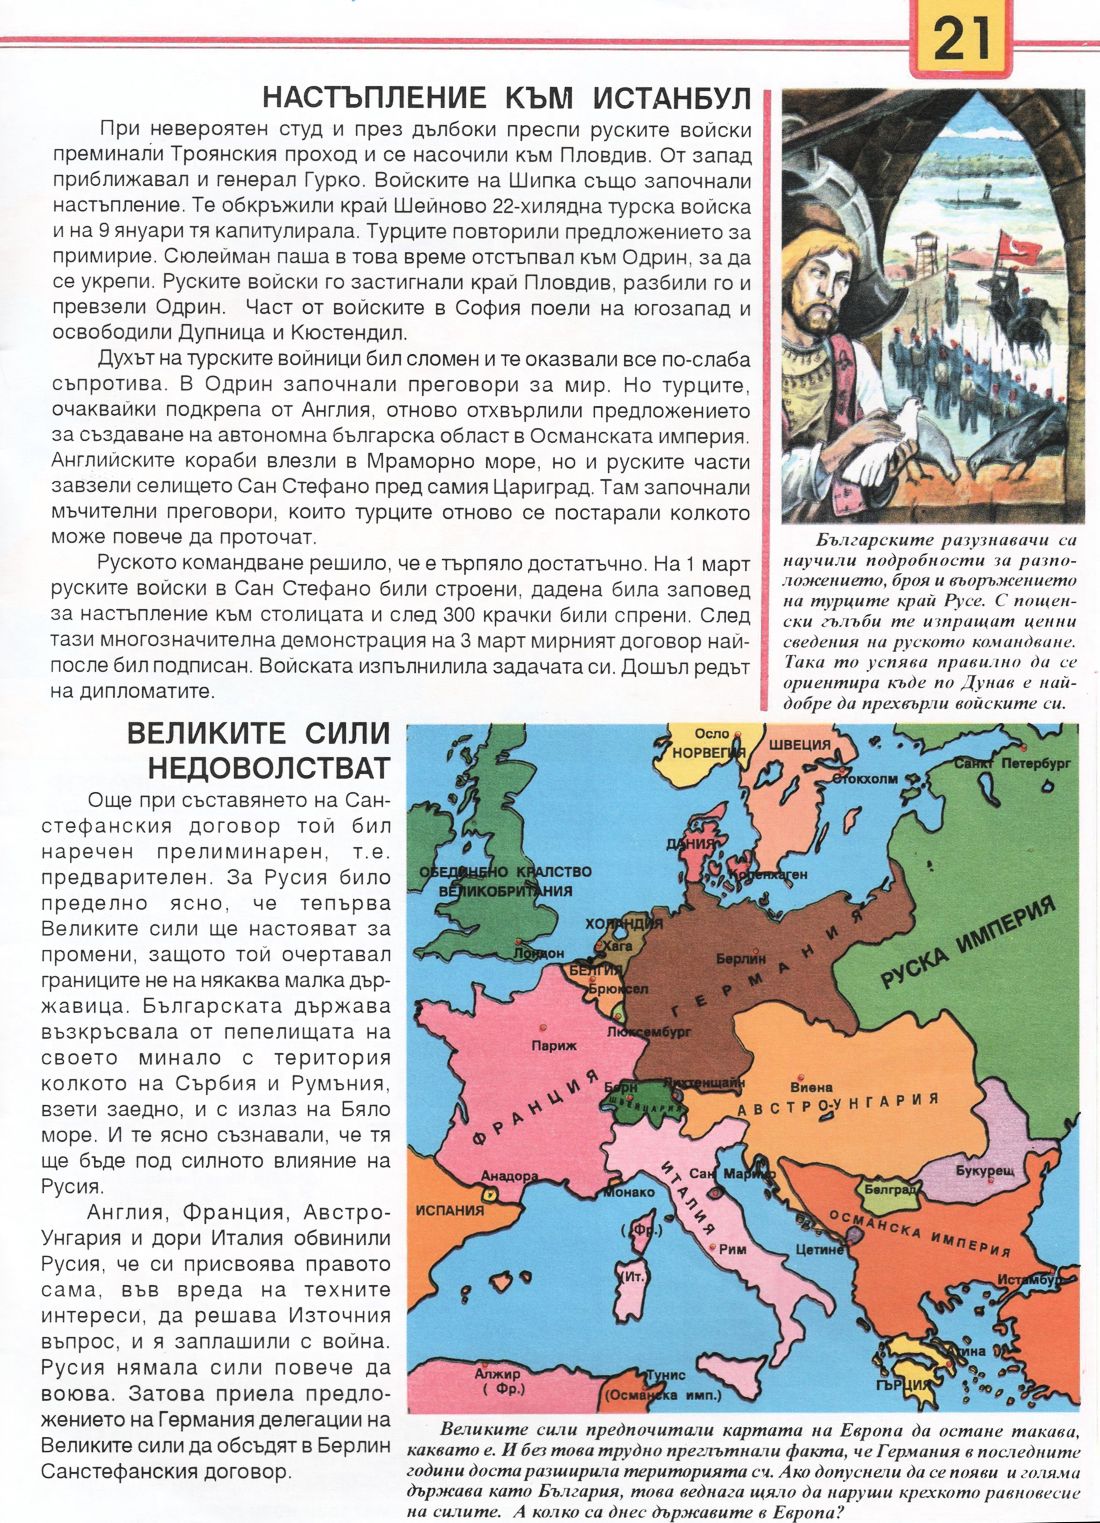 21
НАСТЪПЛЕНИЕ КЪМ ИСТАНБУЛ
При невероятен студ и през дълбоки преспи руските войски
преминали Троянския проход и се насочили към Пловдив. От запад
приближавал и генерал Гурко. Войските на Шипка също започнали
настъпление. Те обкръжили край Шейново 22-хилядна турска войска
и на 9 януари тя капитулирала. Турците повторили предложението за
примирие. Сюлейман паша в това време отстъпвал към Одрин, за да
се укрепи. Руските войски го застигнали край Пловдив, разбили го и
превзели Одрин. Част от войските в София поели на югозапад и
освободили Дупница и Кюстендил.
Духът на турските войници бил сломен и те оказвали все по-слаба
съпротива. В Одрин започнали преговори за мир. Но турците,
очаквайки подкрепа от Англия, отново отхвърлили предложението
за създаване на автономна българска област в Османската империя.
Английските кораби влезли в Мраморно море, но и руските части
завзели селището Сан Стефано пред самия Цариград. Там започнали
мъчителни преговори, които турците отново се постарали колкото
може повече да проточат.
Руското командване решило, че е търпяло достатъчно. На 1 март
руските войски в Сан Стефано били строени, дадена била заповед
за настъпление към столицата и след 300 крачки били спрени. След
тази многозначителна демонстрация на 3 март мирният договор най-
после бил подписан. Войската изпълнилила задачата си. Дошъл редът
на дипломатите.
Българските разузнавачи са
научили подробности за разпо-
ложението, броя и въоръжението
на турците край Русе. С пощен-
ски гълъби те изпращат ценни
сведения на руското командване.
Така то успява правилно да се
ориентира къде по Дунав е най-
добре да прехвърли войските си.
ВЕЛИКИТЕ СИЛИ
НЕДОВОЛСТВАТ
Още при съставянето на Сан-
стефанския договор той бил
наречен прелиминарен, т.е.
предварителен. За Русия било
пределно ясно, че тепърва
Великите сили ще настояват за
промени, защото той очертавал
границите не на някаква малка дър-
жавица. Българската държава
възкръсвала от пепелищата на
своето минало с територия
колкото на Сърбия и Румъния,
взети заедно, и с излаз на Бяло
море. И те ясно съзнавали, че тя
ще бъде под силното влияние на
Русия.
Англия, Франция, Австро-
Унгария и дори Италия обвинили
Русия, че си присвоява правото
сама, във вреда на техните
интереси, да решава Източния
въпрос, и я заплашили с война.
Русия нямала сили повече да
воюва. Затова приела предло-
жението на Германия делегации на
Великите сили да обсъдят в Берлин
Санстефанския договор.
Осло
НОРВЕГИЯ
ШВЕЦИЯ
Стокхолм
Санкт Петербург
ДАНИЯ
Копенхаген
ОБЕДИНЕНО КРАЛСТВО
ВЕЛИКОБРИТАНИЯ
Лондон
ХОЛАНДИЯ
Хага
БЕЛГИЯ
Брюксел
Люксембург
Берлин
ГЕРМАНИЯ
РУСКА ИМПЕРИЯ
Париж
ФРАНЦИЯ
Берн
ШВЕЙЦАРИЯ
Лихтенщайн
Виена
АВСТРО-УНГАРИЯ
Анадора
ИСПАНИЯ
Монако
ИТАЛИЯ
Сан Марино
Рим
(Фр.)
(Ит.)
Букурещ
Белград
ОСМАНСКА ИМПЕРИЯ
Цетине
Истамбул
Атина
ГЪРЦИЯ
Алжир
( Фр.)
Тунис
(Османска имп.)
Великите сили предпочитали картата на Европа да остане такава,
каквато е. И без това трудно преглътнали факта, че Германия в последните
години доста разширила територията сч. Ако допуснели да се появи и голяма
държава като България, това веднага щяло да наруши крехкото равновесие
на силите. А колко са днес държавите в Европа?